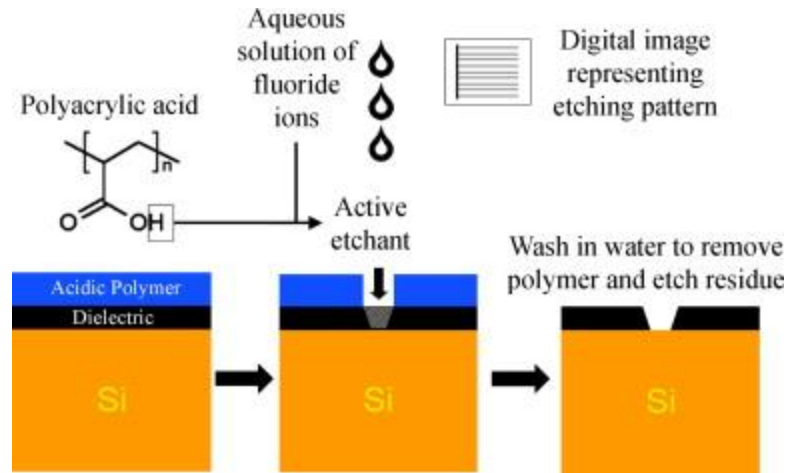 Aqueous
solution of
fluoride
ions
Digital image
representing
etching pattern
Polyacrylic acid
n
O
OH
Active
etchant
Wash in water to remove
polymer and etch residue
Acidic Polymer
Dielectric
Si
Si
Si